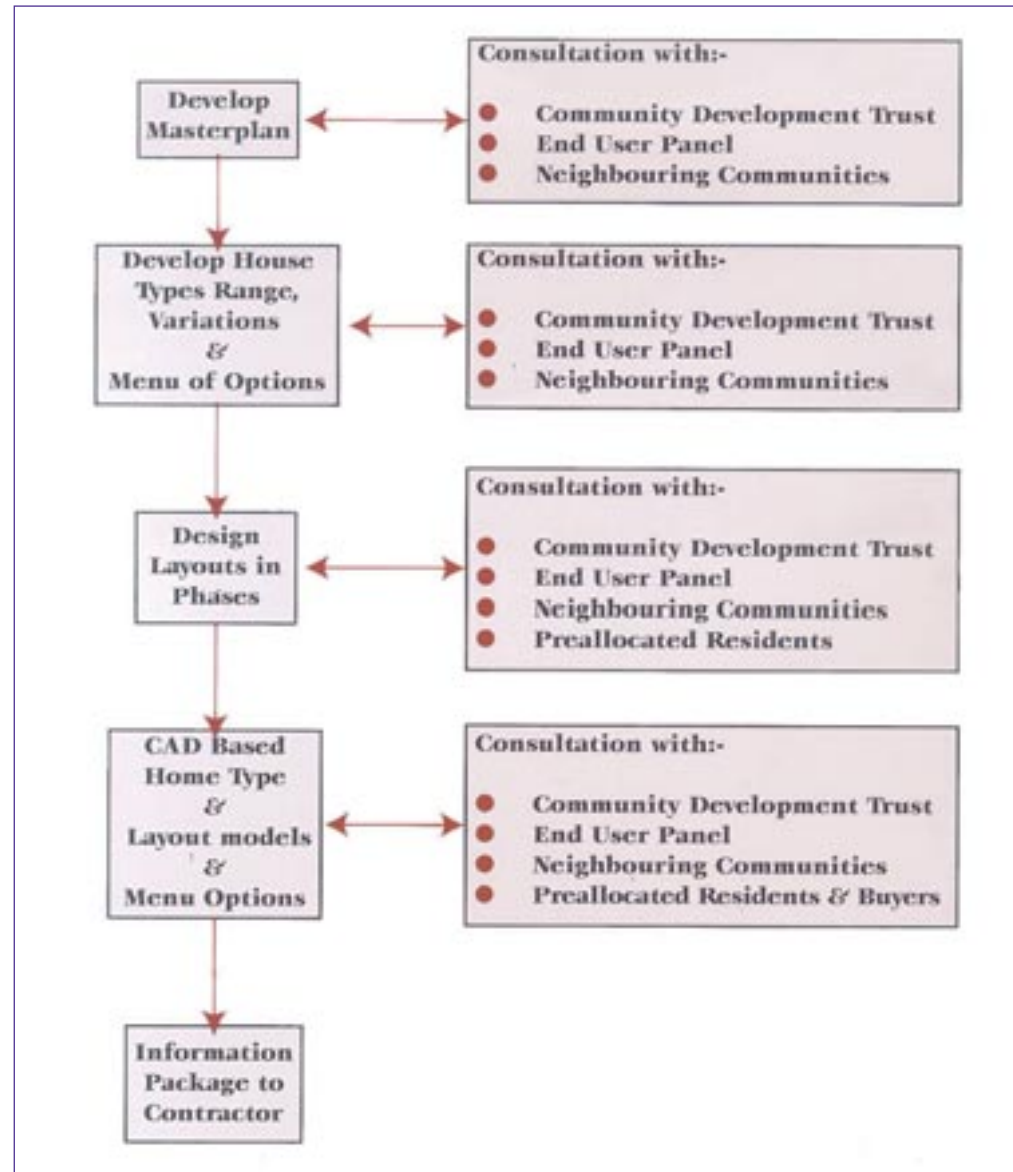 Develop
Masterplan
Consultation with:-
Community Development Trust
End User Panel
Neighbouring Communities
Develop House
Types Range,
Variations
&
Menu of Options
Consultation with:-
Community Development Trust
End User Panel
Neighbouring Communities
Design
Layouts in
Phases
Consultation with:-
Community Development Trust
End User Panel
Neighbouring Communities
Preallocated Residents
CAD Based
Home Type
&
Layout models
&
Menu Options
Consultation with:-
Community Development Trust
End User Panel
Neighbouring Communities
Preallocated Residents & Buyers
Information
Package to
Contractor